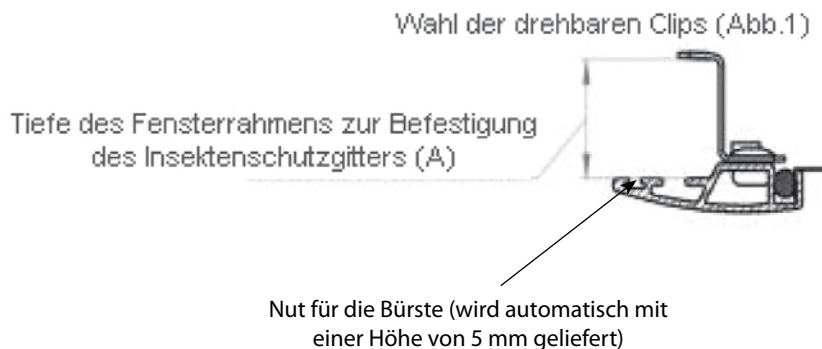 Wahl der drehbaren Clips (Abb.1)
Tiefe des Fensterrahmens zur Befestigung
des Insektenschutzgitters (A)
Nut für die Bürste (wird automatisch mit
einer Höhe von 5 mm geliefert)